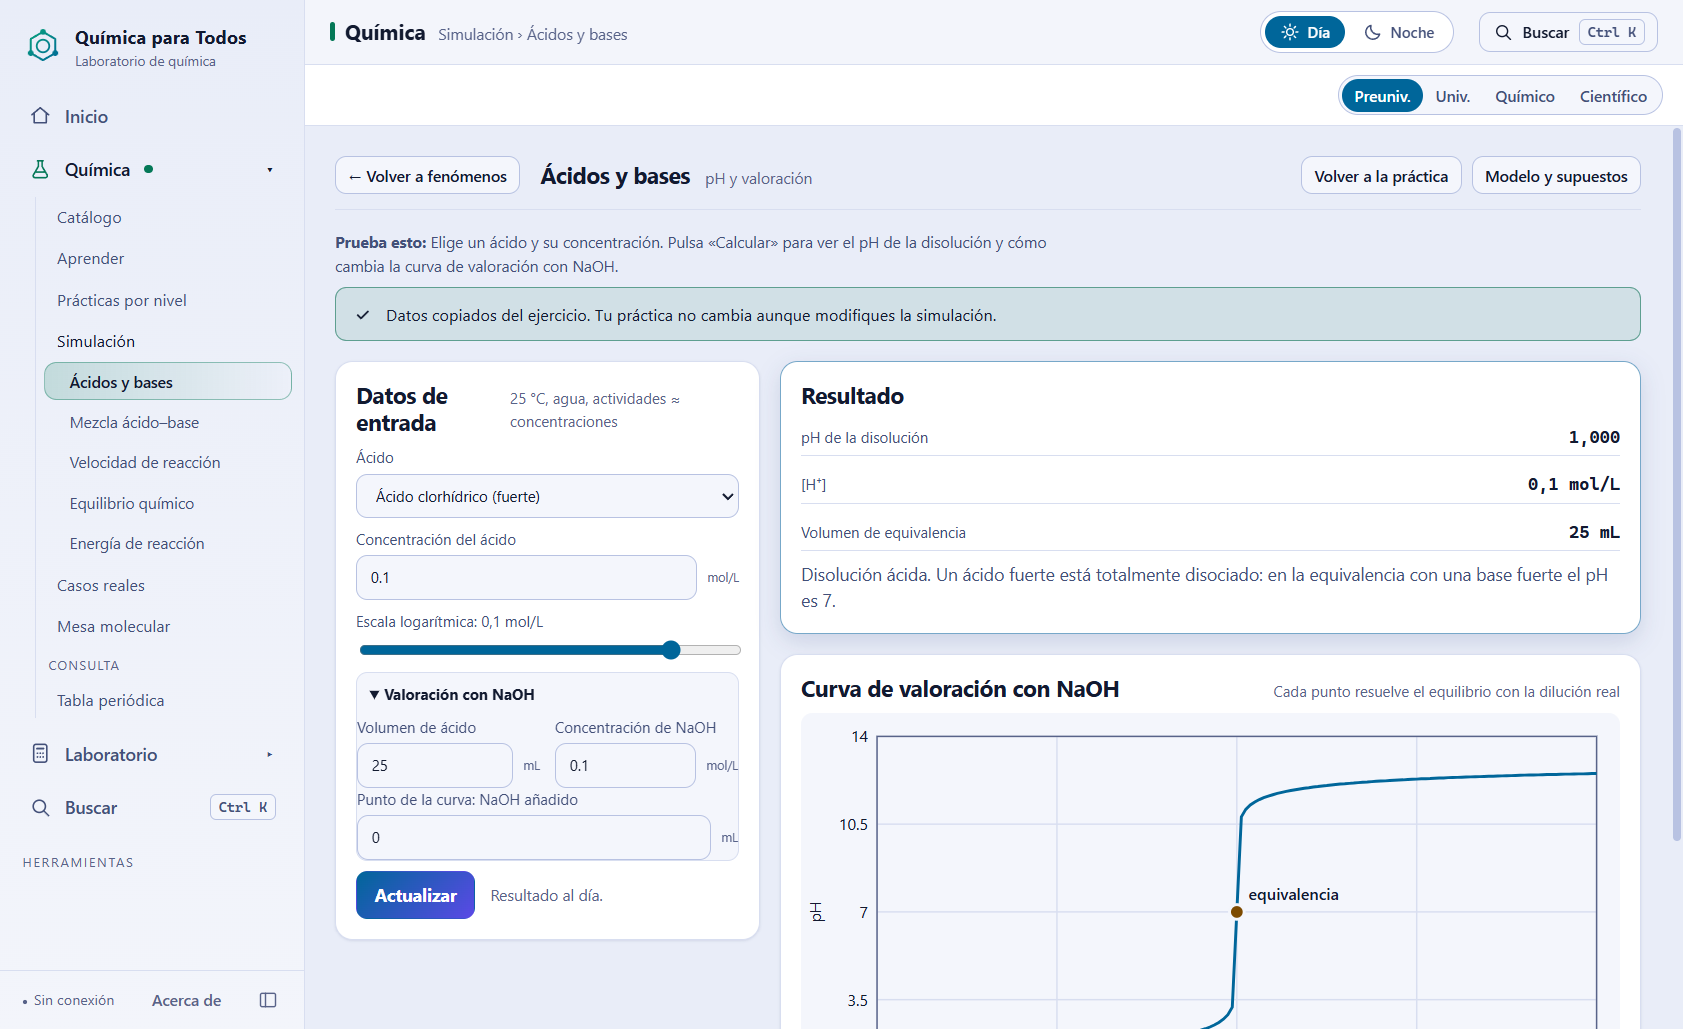 Química para Todos
Laboratorio de química
Inicio
Química
Catálogo
Aprender
Prácticas por nivel
Simulación
Ácidos y bases
Mezcla ácido–base
Velocidad de reacción
Equilibrio químico
Energía de reacción
Casos reales
Mesa molecular
CONSULTA
Tabla periódica
Laboratorio
Buscar Ctrl K
HERRAMIENTAS
Sin conexión Acerca de
Química Simulación › Ácidos y bases
Día Noche Buscar Ctrl K
Preuniv. Univ. Químico Científico
← Volver a fenómenos Ácidos y bases pH y valoración Volver a la práctica Modelo y supuestos
Prueba esto: Elige un ácido y su concentración. Pulsa «Calcular» para ver el pH de la disolución y cómo
cambia la curva de valoración con NaOH.
Datos copiados del ejercicio. Tu práctica no cambia aunque modifiques la simulación.
Datos de
entrada
25 °C, agua, actividades ≈
concentraciones
Ácido
Ácido clorhídrico (fuerte)
Concentración del ácido
0.1 mol/L
Escala logarítmica: 0,1 mol/L
▼ Valoración con NaOH
Volumen de ácido Concentración de NaOH
25 mL 0.1 mol/L
Punto de la curva: NaOH añadido
0 mL
Actualizar Resultado al día.
Resultado
pH de la disolución 1,000
[H⁺] 0,1 mol/L
Volumen de equivalencia 25 mL
Disolución ácida. Un ácido fuerte está totalmente disociado: en la equivalencia con una base fuerte el pH
es 7.
Curva de valoración con NaOH Cada punto resuelve el equilibrio con la dilución real
14
10.5
equivalencia
pH 7
3.5